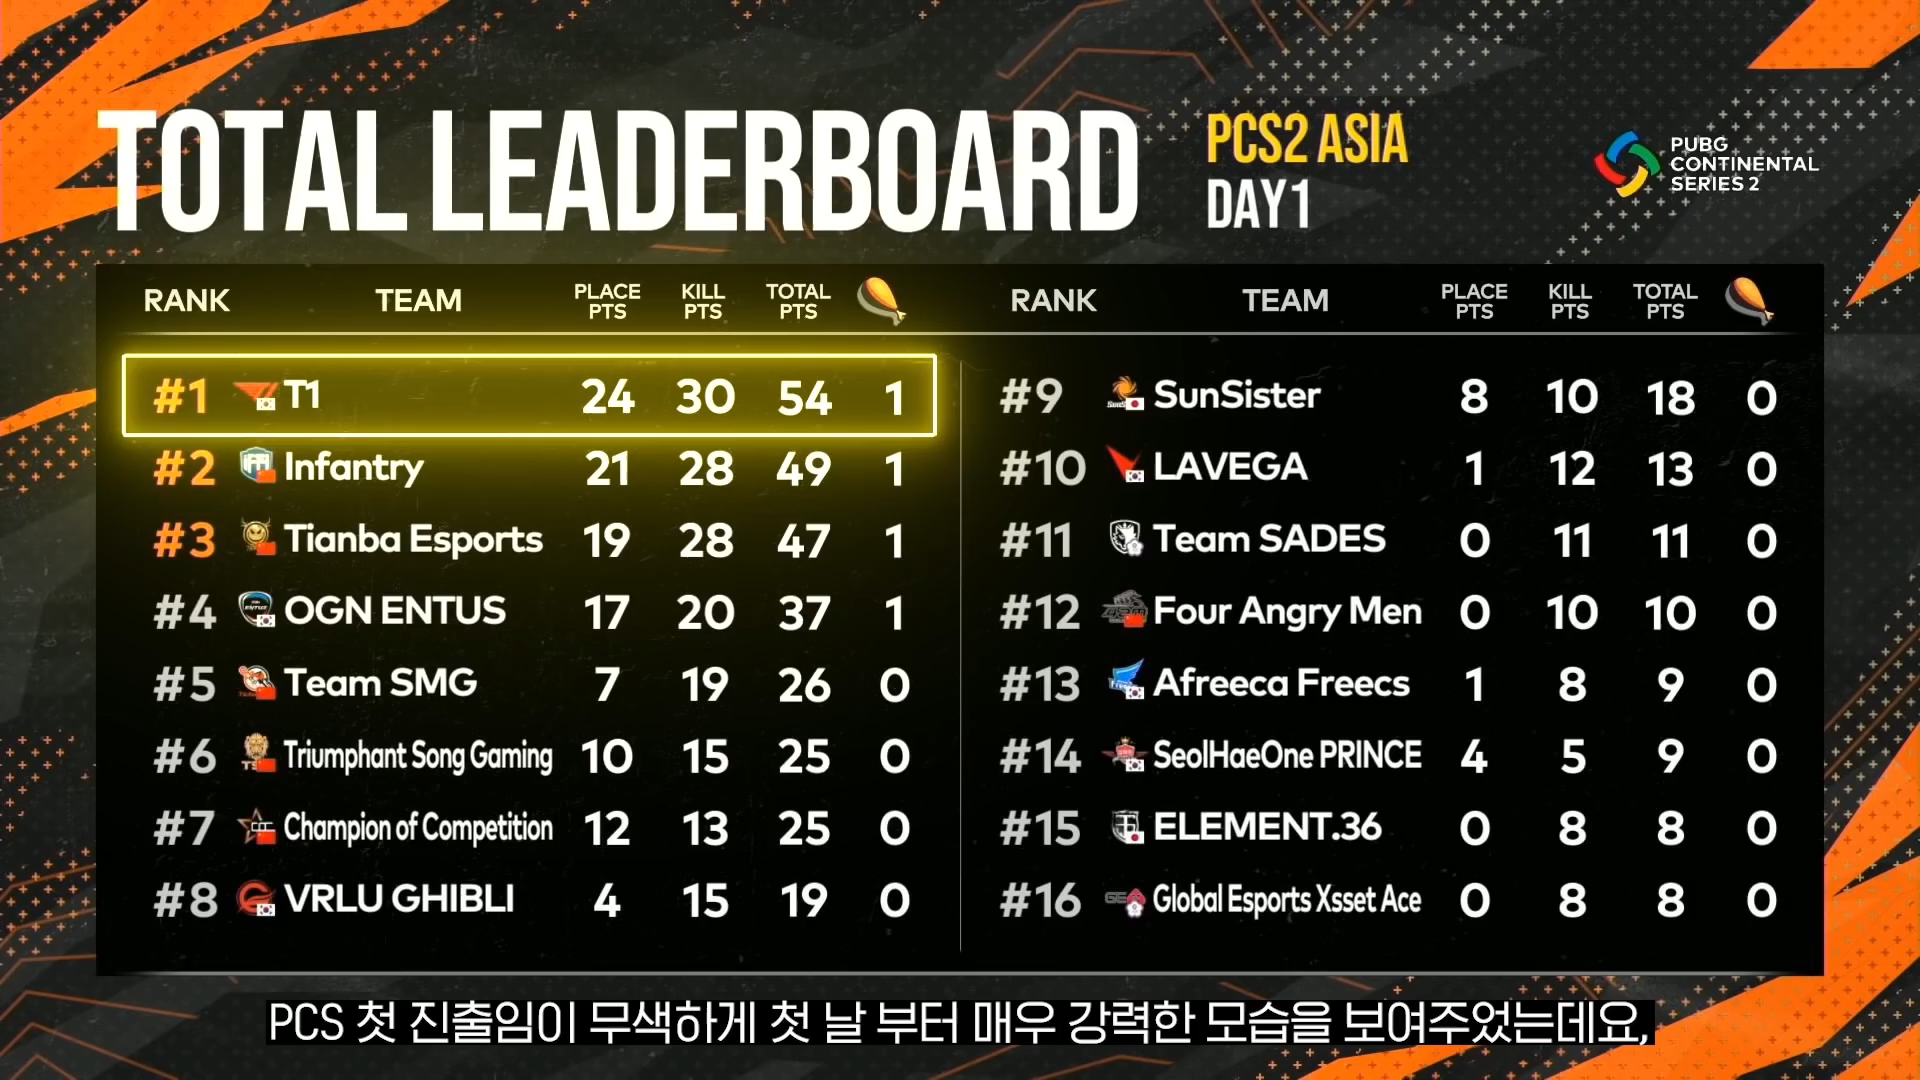 TOTAL LEADERBOARD
PCS2 ASIA
DAY1
PUBG
CONTINENTAL
SERIES 2
RANK TEAM PLACE PTS KILL PTS TOTAL PTS
#1 T1 24 30 54 1
#2 Infantry 21 28 49 1
#3 Tianba Esports 19 28 47 1
#4 OGN ENTUS 17 20 37 1
#5 Team SMG 7 19 26 0
#6 Triumphant Song Gaming 10 15 25 0
#7 Champion of Competition 12 13 25 0
#8 VRLU GHIBLI 4 15 19 0
RANK TEAM PLACE PTS KILL PTS TOTAL PTS
#9 SunSister 8 10 18 0
#10 LAVEGA 1 12 13 0
#11 Team SADES 0 11 11 0
#12 Four Angry Men 0 10 10 0
#13 Afreeca Freecs 1 8 9 0
#14 SeolHaeOne PRINCE 4 5 9 0
#15 ELEMENT.36 0 8 8 0
#16 Global Esports Xsset Ace 0 8 8 0
PCS 첫 진출임이 무색하게 첫 날 부터 매우 강력한 모습을 보여주었는데요,